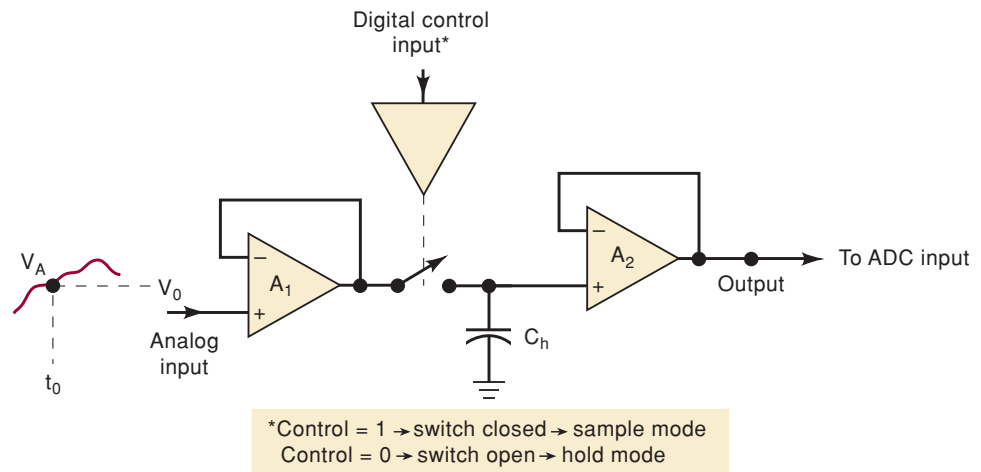 Digital control
input*
V_A
V_0
Analog
input
t_0
−
+
A_1
C_h
−
+
A_2
Output
To ADC input
*Control = 1 → switch closed → sample mode
Control = 0 → switch open → hold mode